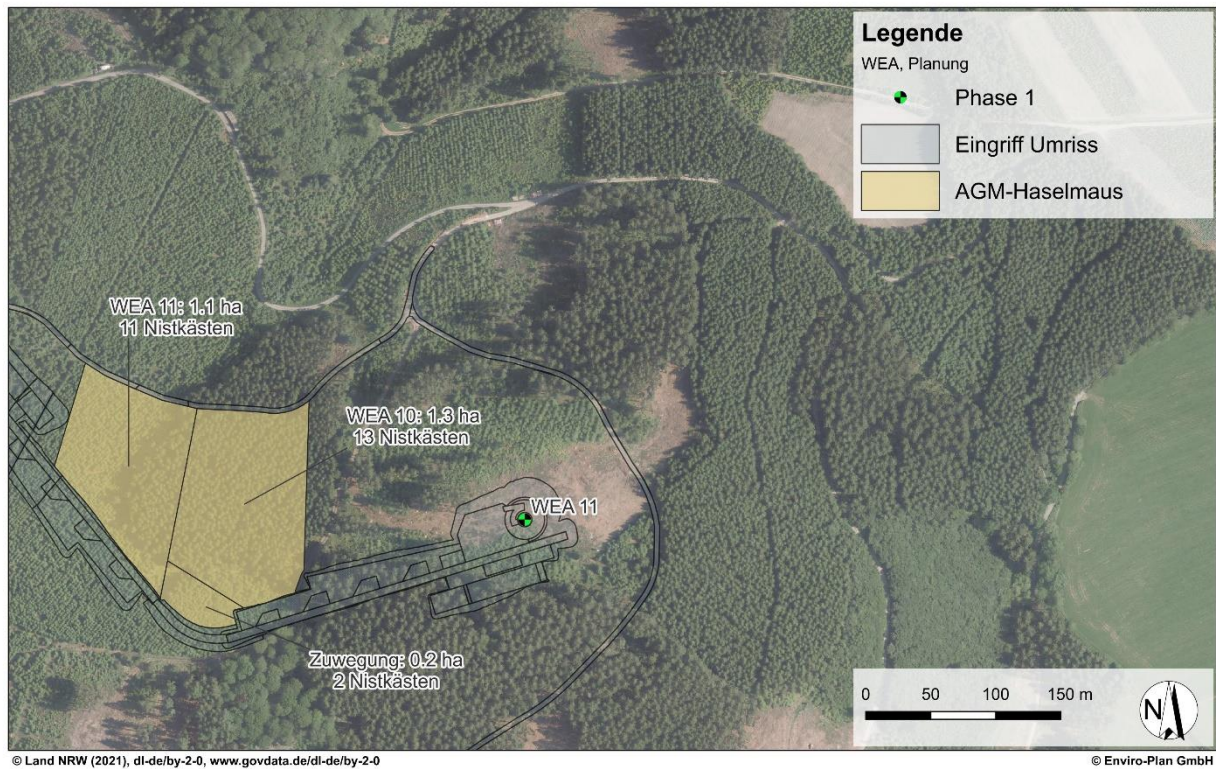 Legende
WEA, Planung
Phase 1
Eingriff Umriss
AGM-Haselmaus
WEA 11: 1.1 ha
11 Nistkästen
WEA 10: 1.3 ha
13 Nistkästen
WEA 11
Zuwegung: 0.2 ha
2 Nistkästen
0 50 100 150 m
N
© Land NRW (2021), dl-de/by-2-0, www.govdata.de/dl-de/by-2-0
© Enviro-Plan GmbH